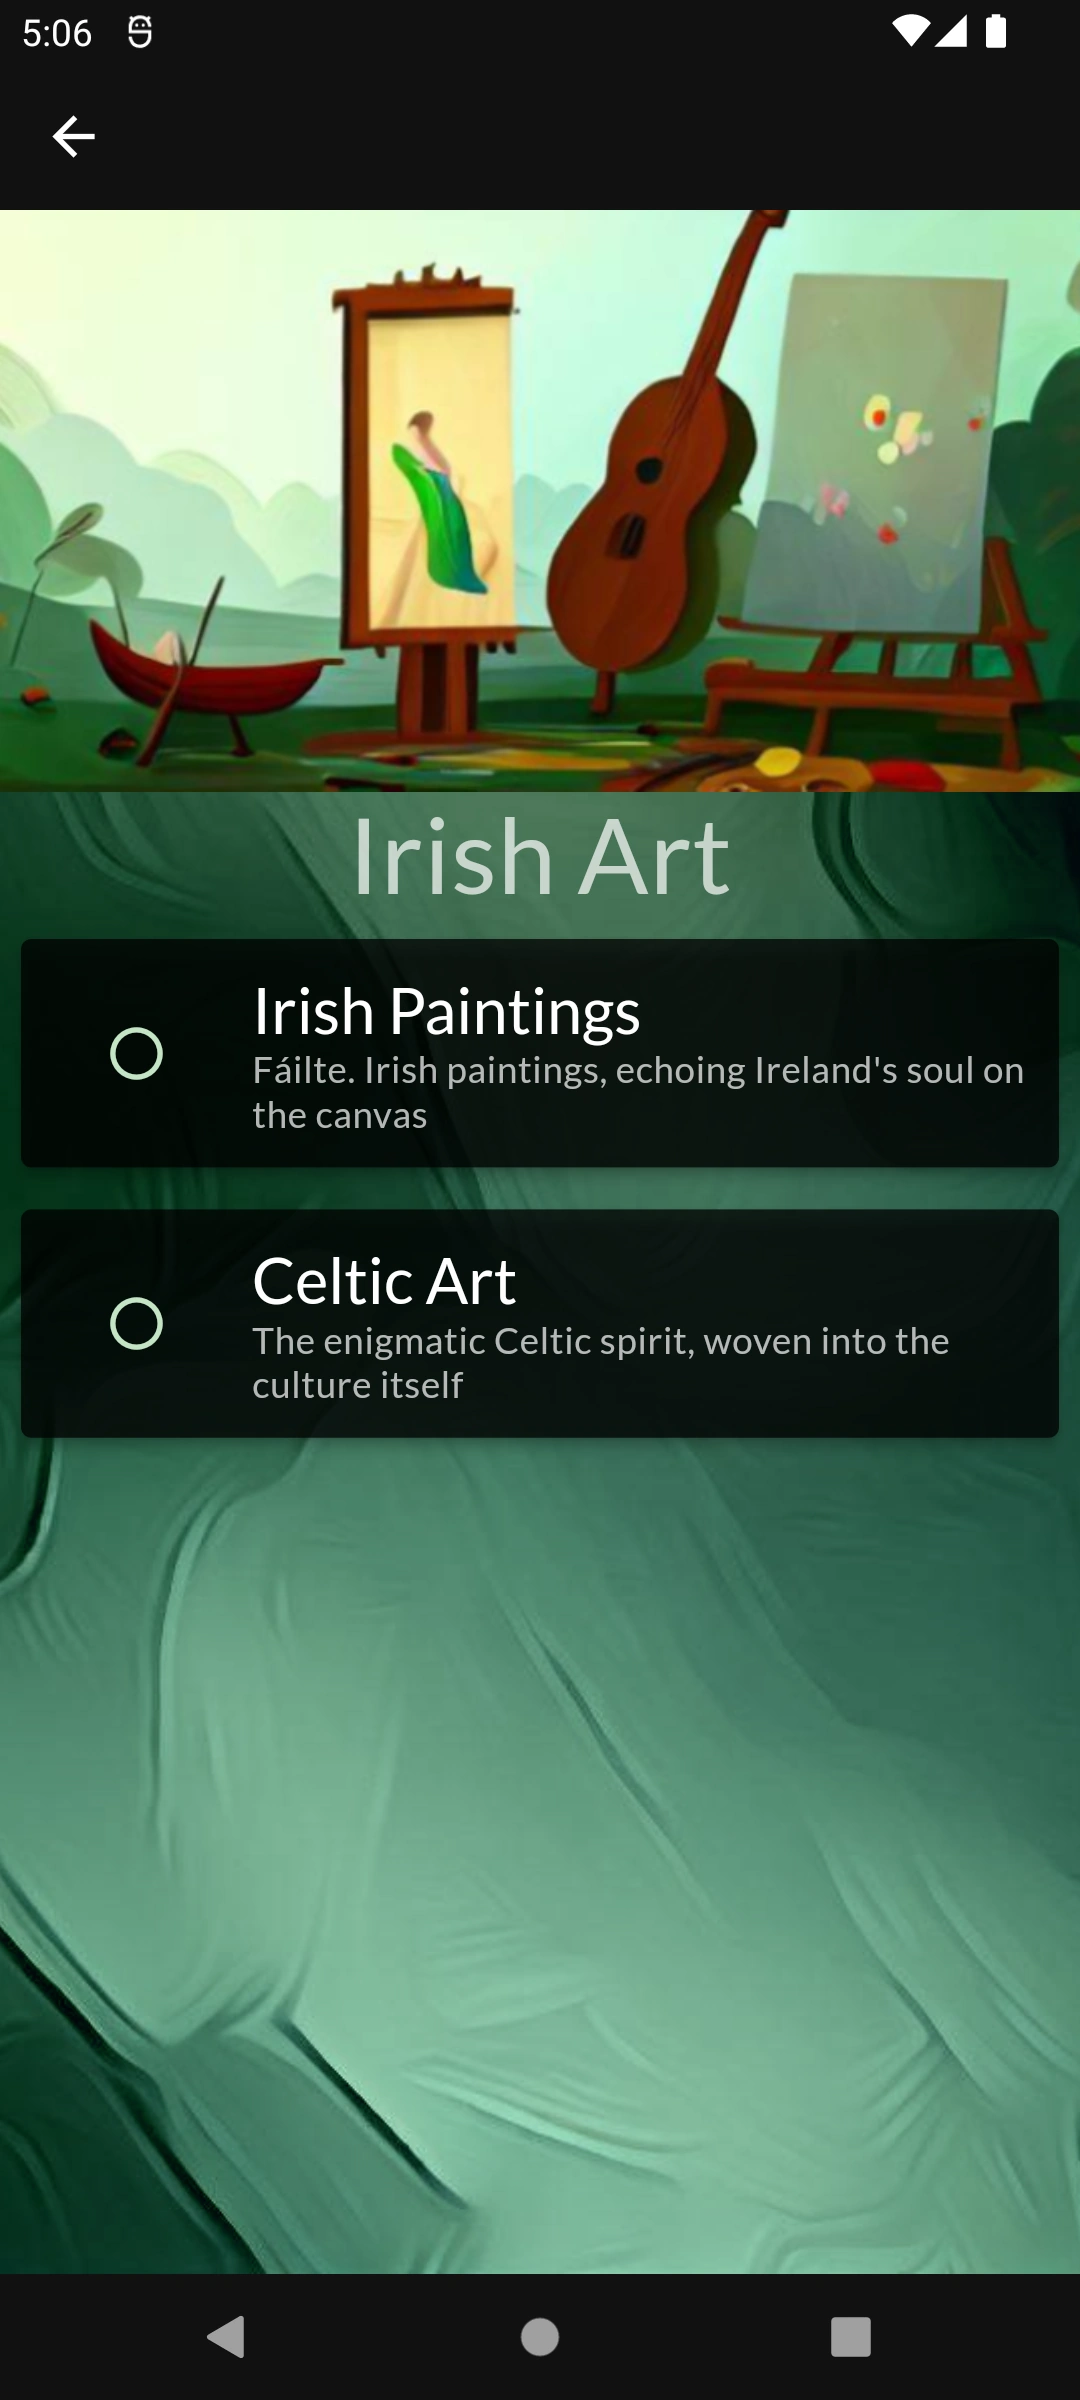 5:06
Irish Art
Irish Paintings
Fáilte. Irish paintings, echoing Ireland's soul on
the canvas
Celtic Art
The enigmatic Celtic spirit, woven into the
culture itself